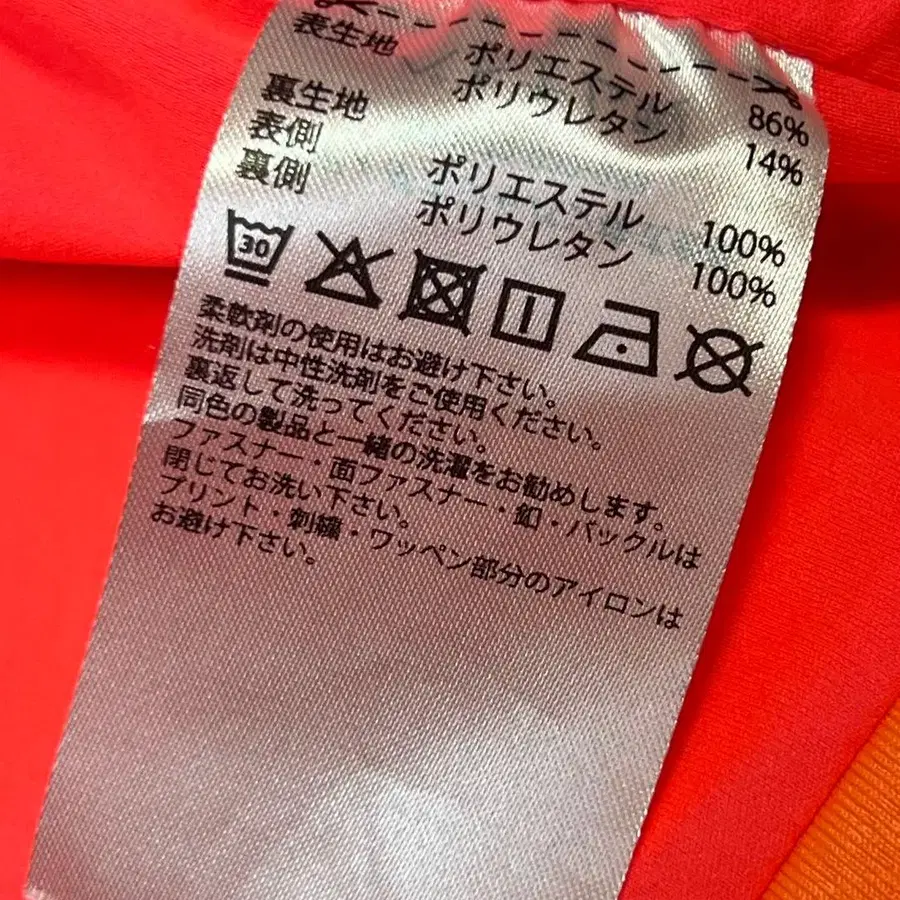 表生地 ポリエステル 86%
ポリウレタン 14%
裏生地
表側 ポリエステル 100%
裏側 ポリウレタン 100%
30
柔軟剤の使用はお避け下さい。
洗剤は中性洗剤をご使用ください。
裏返して洗ってください。
同色の製品と一緒の洗濯をお勧めします。
ファスナー・面ファスナー・釦・バックルは
閉じてお洗い下さい。
プリント・刺繍・ワッペン部分のアイロンは
お避け下さい。